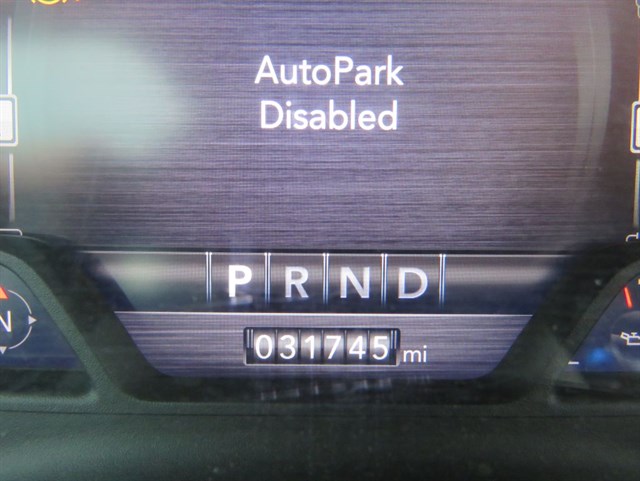 AutoPark
Disabled
P R N D
031745 mi
N